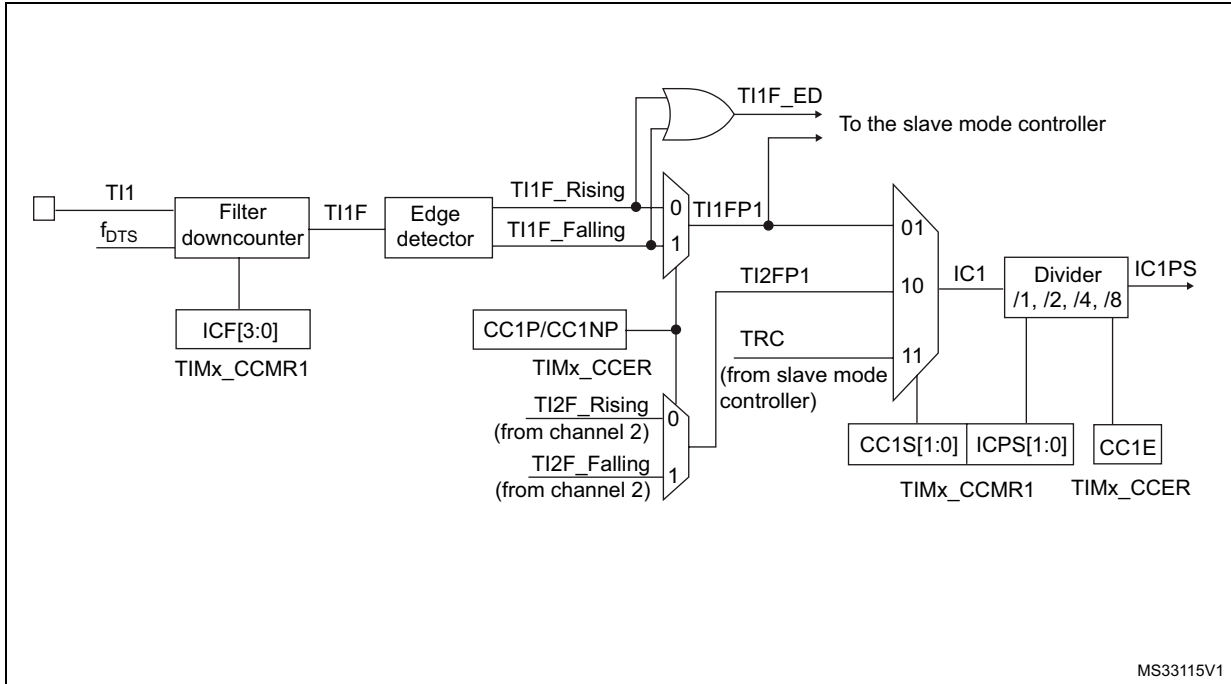 TI1F_ED
To the slave mode controller
TI1
f_DTS
Filter
downcounter
TI1F
Edge
detector
TI1F_Rising
TI1F_Falling
0
1
TI1FP1
01
10
11
TI2FP1
TRC
(from slave mode
controller)
IC1
Divider
/1, /2, /4, /8
IC1PS
ICF[3:0]
TIMx_CCMR1
CC1P/CC1NP
TIMx_CCER
TI2F_Rising
(from channel 2)
TI2F_Falling
(from channel 2)
0
1
CC1S[1:0]
ICPS[1:0]
TIMx_CCMR1
CC1E
TIMx_CCER
MS33115V1